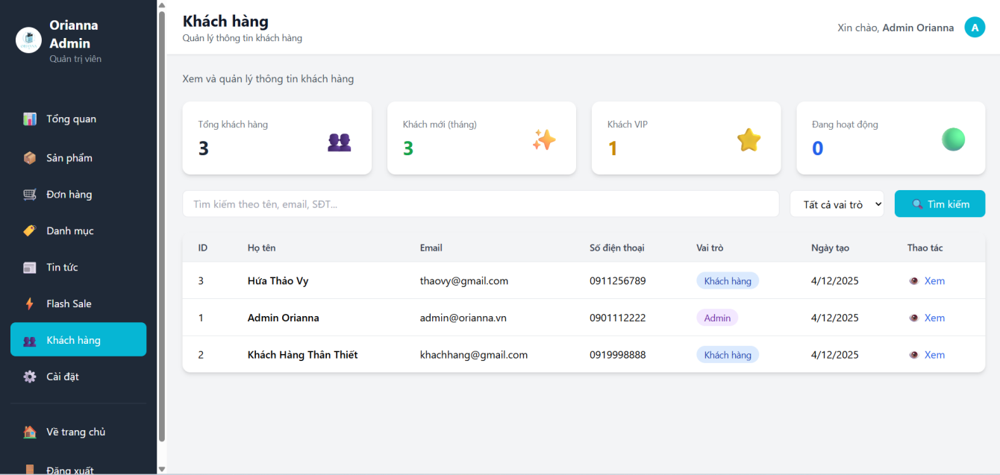 Orianna
Admin
Quản trị viên
Tổng quan
Sản phẩm
Đơn hàng
Danh mục
Tin tức
Flash Sale
Khách hàng
Cài đặt
Về trang chủ
Đăng xuất
Khách hàng
Quản lý thông tin khách hàng
Xin chào, Admin Orianna
A
Xem và quản lý thông tin khách hàng
Tổng khách hàng
3
Khách mới (tháng)
3
Khách VIP
1
Đang hoạt động
0
Tìm kiếm theo tên, email, SĐT...
Tất cả vai trò
Tìm kiếm
ID Họ tên Email Số điện thoại Vai trò Ngày tạo Thao tác
3 Hứa Thảo Vy thaovy@gmail.com 0911256789 Khách hàng 4/12/2025 Xem
1 Admin Orianna admin@orianna.vn 0901112222 Admin 4/12/2025 Xem
2 Khách Hàng Thân Thiết khachhang@gmail.com 0919998888 Khách hàng 4/12/2025 Xem